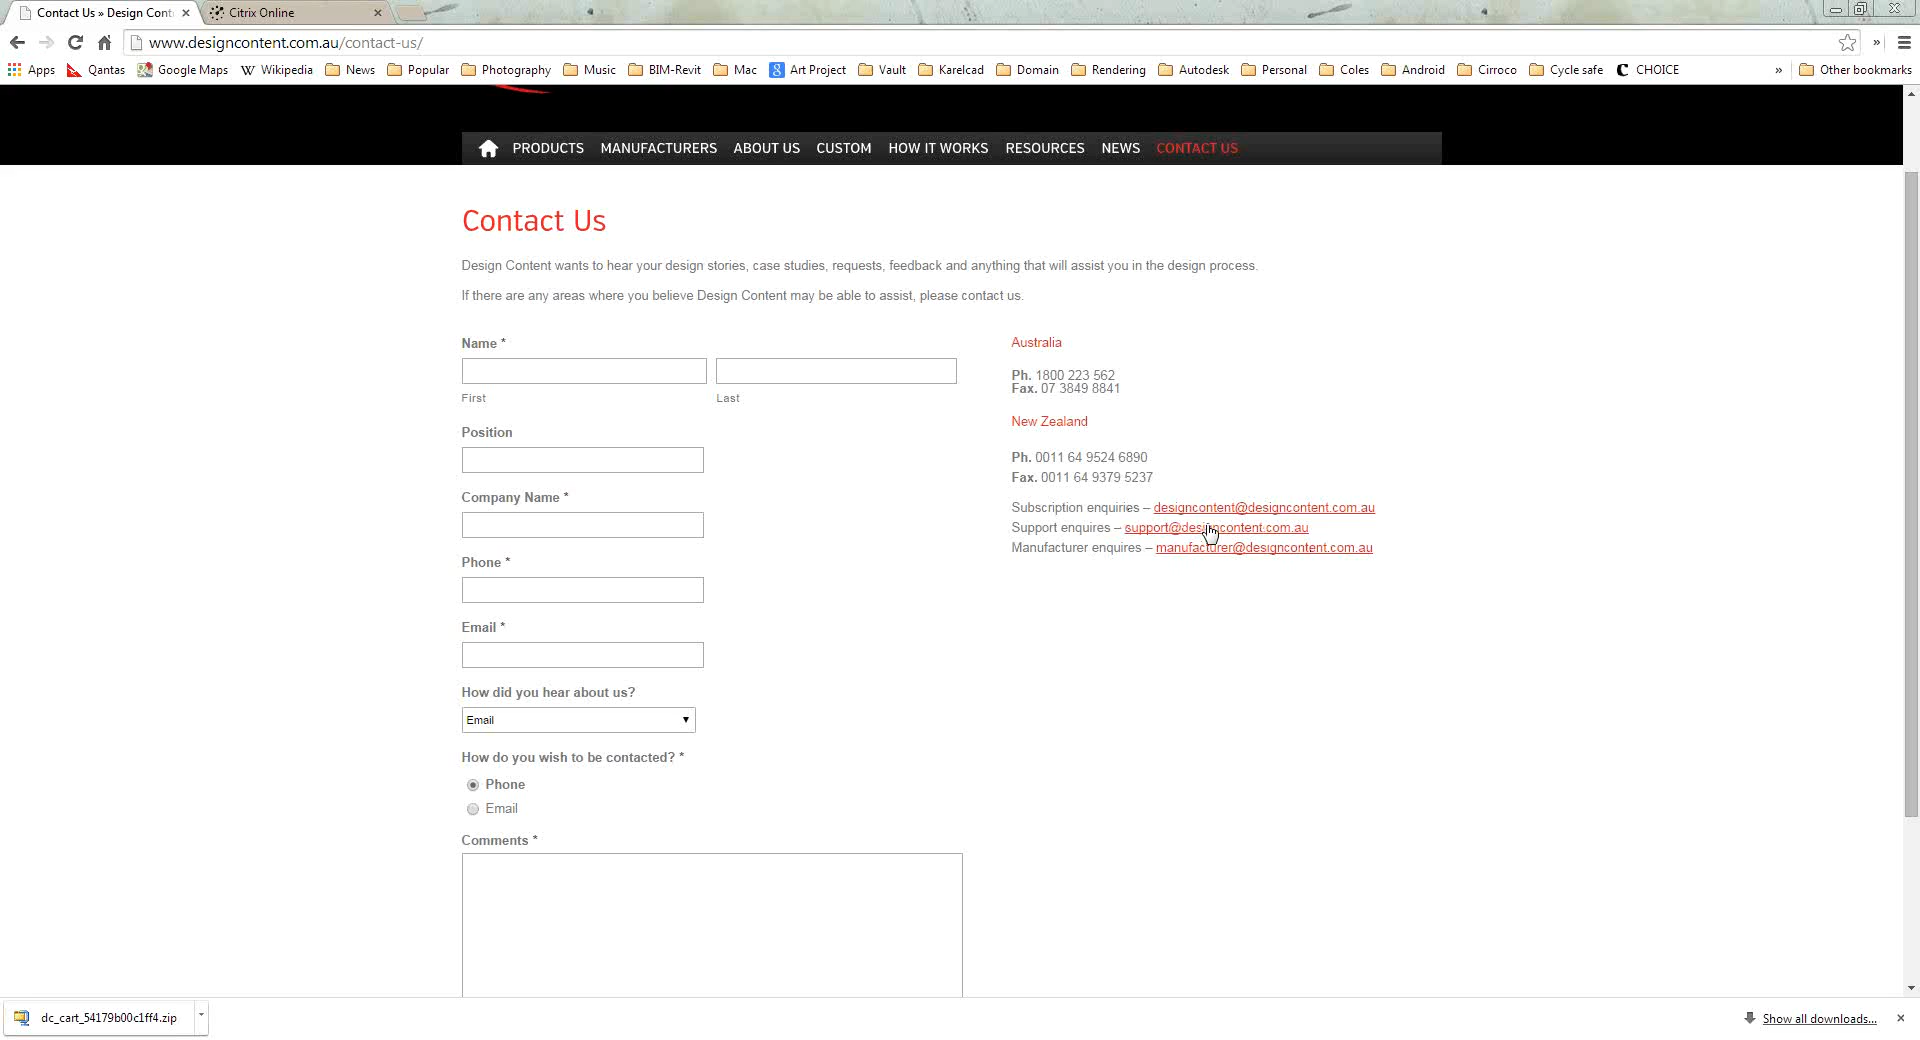 Contact Us » Design Cont
Citrix Online
www.designcontent.com.au/contact-us/
Apps Qantas Google Maps Wikipedia News Popular Photography Music BIM-Revit Mac Art Project Vault Karelcad Domain Rendering Autodesk Personal Coles Android Cirroco Cycle safe CHOICE » Other bookmarks
PRODUCTS MANUFACTURERS ABOUT US CUSTOM HOW IT WORKS RESOURCES NEWS CONTACT US
Contact Us
Design Content wants to hear your design stories, case studies, requests, feedback and anything that will assist you in the design process.
If there are any areas where you believe Design Content may be able to assist, please contact us.
Name *
First Last
Position
Company Name *
Phone *
Email *
How did you hear about us?
Email
How do you wish to be contacted? *
Phone
Email
Comments *
Australia
Ph. 1800 223 562
Fax. 07 3849 8841
New Zealand
Ph. 0011 64 9524 6890
Fax. 0011 64 9379 5237
Subscription enquiries – designcontent@designcontent.com.au
Support enquires – support@designcontent.com.au
Manufacturer enquires – manufacturer@designcontent.com.au
dc_cart_54179b00c1ff4.zip
Show all downloads...